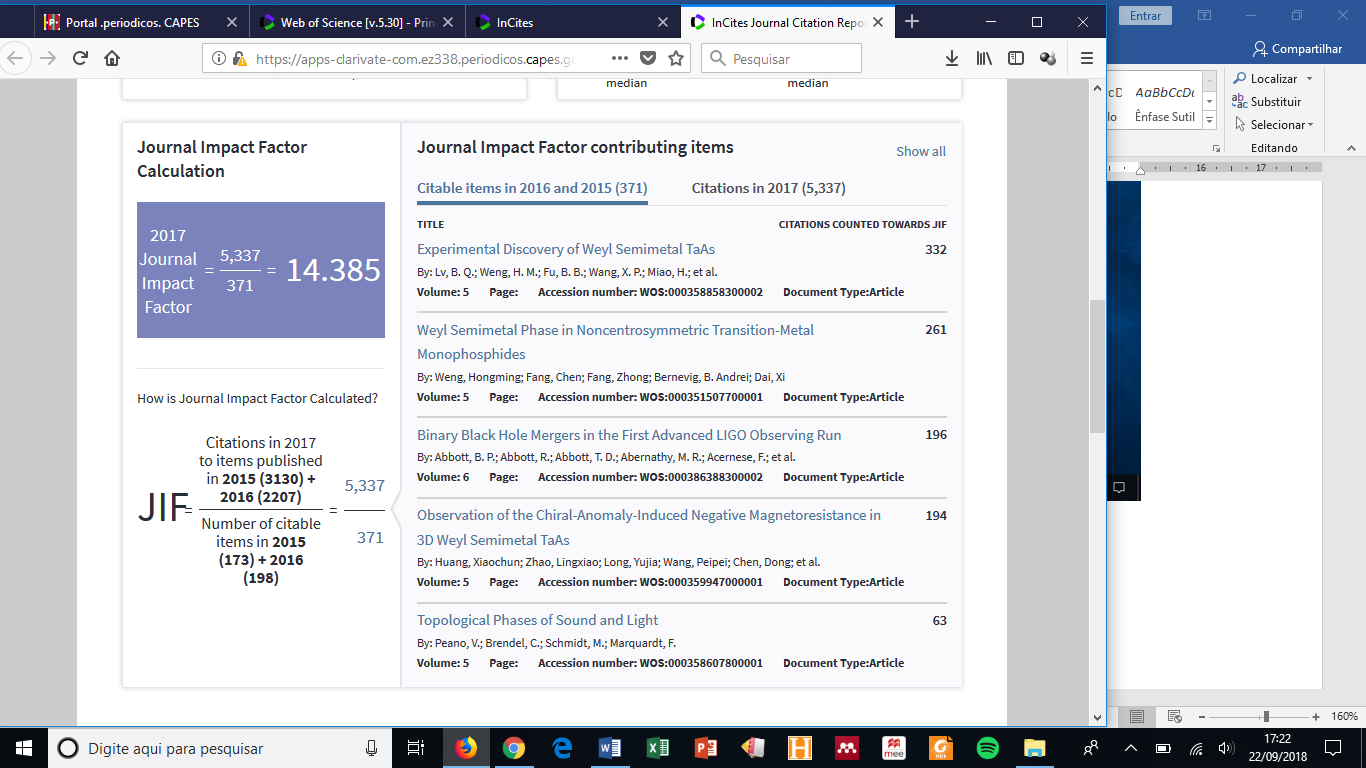 Portal .periodicos. CAPES
Web of Science [v.5.30] - Prin
InCites
InCites Journal Citation Repor
Entrar
https://apps-clarivate-com.ez338.periodicos.capes.go
Pesquisar
Compartilhar
median
median
Localizar
Substituir
Selecionar
Editando
AaBbCcDc
Ênfase Sutil
16
17
Journal Impact Factor
Calculation
2017
Journal
Impact
Factor
= 5,337
371
= 14.385
How is Journal Impact Factor Calculated?
JIF =
Citations in 2017
to items published
in 2015 (3130) +
2016 (2207)
Number of citable
items in 2015
(173) + 2016
(198)
= 5,337
371
Journal Impact Factor contributing items
Show all
Citable items in 2016 and 2015 (371)
Citations in 2017 (5,337)
TITLE
CITATIONS COUNTED TOWARDS JIF
Experimental Discovery of Weyl Semimetal TaAs 332
By: Lv, B. Q.; Weng, H. M.; Fu, B. B.; Wang, X. P.; Miao, H.; et al.
Volume: 5 Page: Accession number: WOS:000358858300002 Document Type:Article
Weyl Semimetal Phase in Noncentrosymmetric Transition-Metal 261
Monophosphides
By: Weng, Hongming; Fang, Chen; Fang, Zhong; Bernevig, B. Andrei; Dai, Xi
Volume: 5 Page: Accession number: WOS:000351507700001 Document Type:Article
Binary Black Hole Mergers in the First Advanced LIGO Observing Run 196
By: Abbott, B. P.; Abbott, R.; Abbott, T. D.; Abernathy, M. R.; Acernese, F.; et al.
Volume: 6 Page: Accession number: WOS:000386388300002 Document Type:Article
Observation of the Chiral-Anomaly-Induced Negative Magnetoresistance in 194
3D Weyl Semimetal TaAs
By: Huang, Xiaochun; Zhao, Lingxiao; Long, Yujia; Wang, Peipei; Chen, Dong; et al.
Volume: 5 Page: Accession number: WOS:000359947000001 Document Type:Article
Topological Phases of Sound and Light 63
By: Peano, V.; Brendel, C.; Schmidt, M.; Marquardt, F.
Volume: 5 Page: Accession number: WOS:000358607800001 Document Type:Article
160%
Digite aqui para pesquisar
17:22
22/09/2018